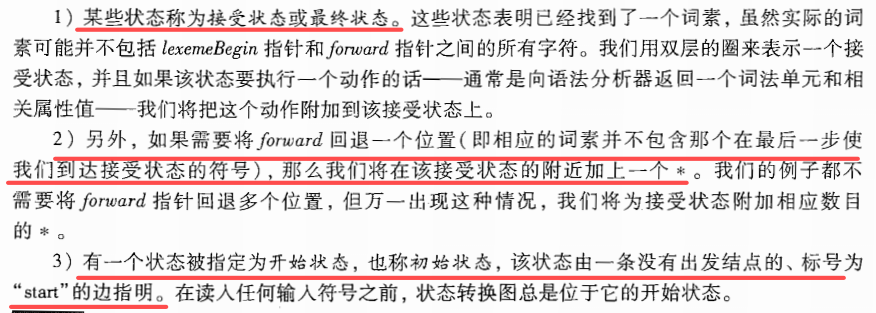 1) 某些状态称为接受状态或最终状态。这些状态表明已经找到了一个词素，虽然实际的词
素可能并不包括 lexemeBegin 指针和 forward 指针之间的所有字符。我们用双层的圈来表示一个接
受状态，并且如果该状态要执行一个动作的话——通常是向语法分析器返回一个词法单元和相
关属性值——我们将把这个动作附加到该接受状态上。
2) 另外，如果需要将 forward 回退一个位置(即相应的词素并不包含那个在最后一步使
我们到达接受状态的符号)，那么我们将在该接受状态的附近加上一个 * 。我们的例子都不
需要将 forward 指针回退多个位置，但万一出现这种情况，我们将为接受状态附加相应数目
的 * 。
3) 有一个状态被指定为开始状态，也称初始状态，该状态由一条没有出发结点的、标号为
“start”的边指明。在读入任何输入符号之前，状态转换图总是位于它的开始状态。